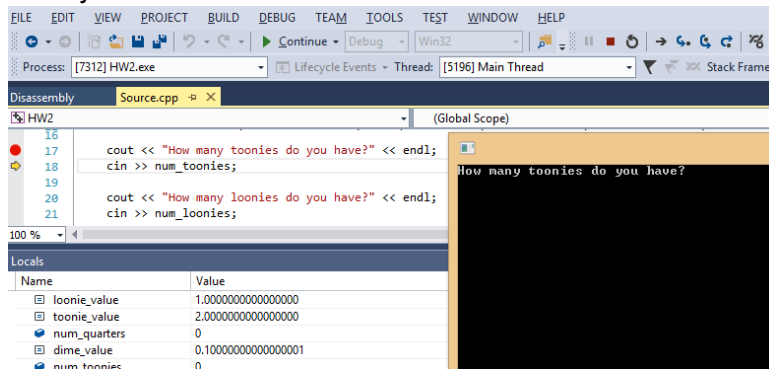 FILE EDIT VIEW PROJECT BUILD DEBUG TEAM TOOLS TEST WINDOW HELP
Continue Debug Win32
Process: [7312] HW2.exe Lifecycle Events Thread: [5196] Main Thread Stack Frame
Disassembly Source.cpp
HW2 (Global Scope)
16
17 cout << "How many toonies do you have?" << endl;
18 cin >> num_toonies;
19
20 cout << "How many loonies do you have?" << endl;
21 cin >> num_loonies;
How many toonies do you have?
100 %
Locals
Name Value
loonie_value 1.0000000000000000
toonie_value 2.0000000000000000
num_quarters 0
dime_value 0.10000000000000001
num_toonies 0